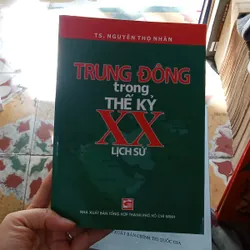 TS. NGUYỄN THỌ NHÂN
TRUNG ĐÔNG
trong
THẾ KỶ
XX
LỊCH SỬ
NHÀ XUẤT BẢN TỔNG HỢP THÀNH PHỐ HỒ CHÍ MINH